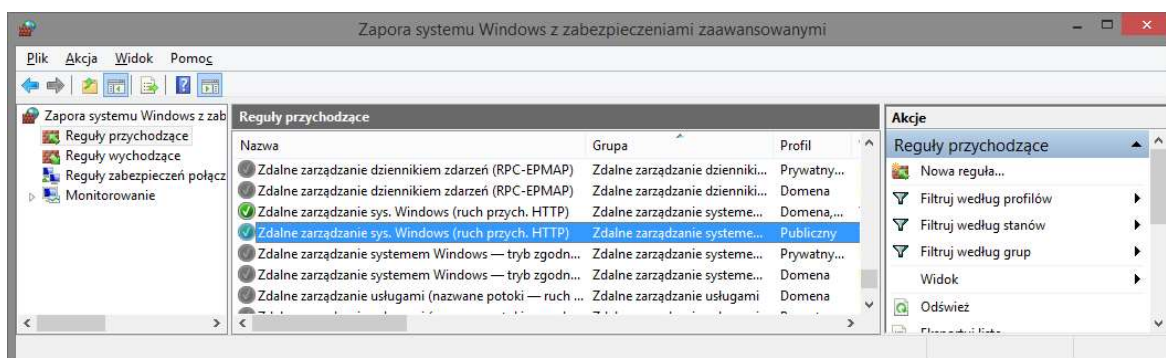 Zapora systemu Windows z zabezpieczeniami zaawansowanymi
Plik Akcja Widok Pomoc
Zapora systemu Windows z zab
Reguły przychodzące
Reguły wychodzące
Reguły zabezpieczeń połącz
Monitorowanie
Reguły przychodzące
Nazwa Grupa Profil
Zdalne zarządzanie dziennikiem zdarzeń (RPC-EPMAP) Zdalne zarządzanie dzienniki... Prywatny...
Zdalne zarządzanie dziennikiem zdarzeń (RPC-EPMAP) Zdalne zarządzanie dzienniki... Domena
Zdalne zarządzanie sys. Windows (ruch przych. HTTP) Zdalne zarządzanie systeme... Domena,...
Zdalne zarządzanie sys. Windows (ruch przych. HTTP) Zdalne zarządzanie systeme... Publiczny
Zdalne zarządzanie systemem Windows — tryb zgodn... Zdalne zarządzanie systeme... Prywatny...
Zdalne zarządzanie systemem Windows — tryb zgodn... Zdalne zarządzanie systeme... Domena
Zdalne zarządzanie usługami (nazwane potoki — ruch ... Zdalne zarządzanie usługami Domena
Akcje
Reguły przychodzące
Nowa reguła...
Filtruj według profilów
Filtruj według stanów
Filtruj według grup
Widok
Odśwież